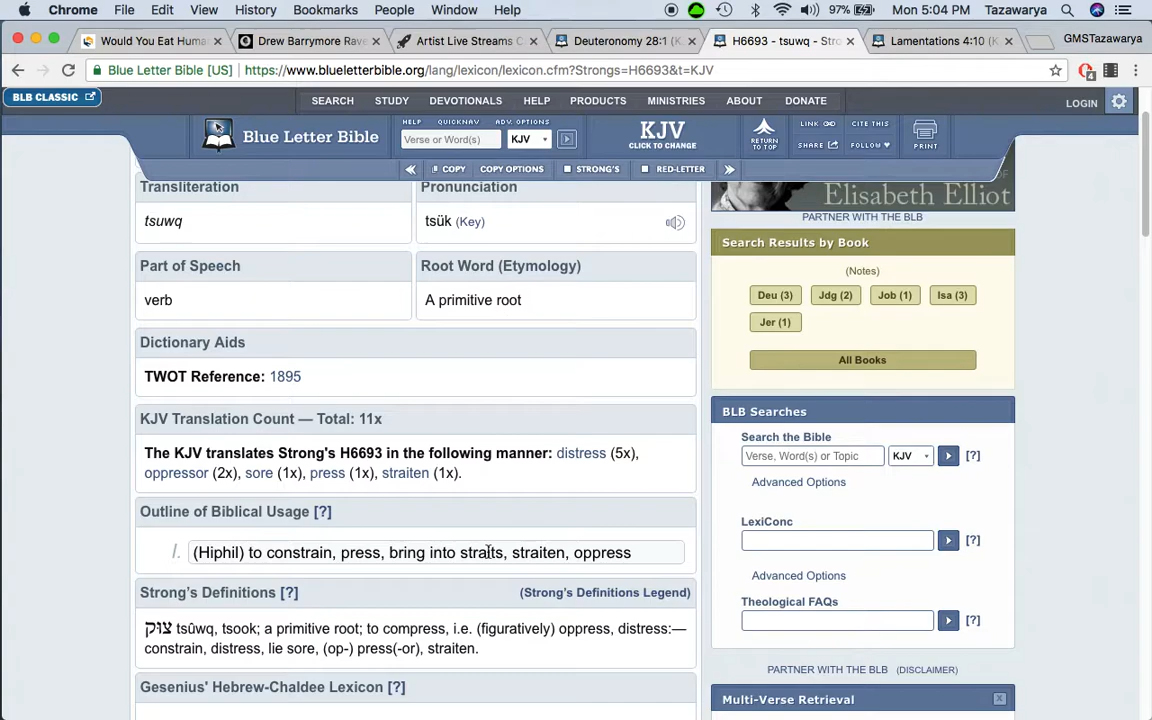 Chrome File Edit View History Bookmarks People Window Help 97% Mon 5:04 PM Tazawarya
Would You Eat Huma Drew Barrymore Rave Artist Live Streams C Deuteronomy 28:1 (K H6693 - tsuwq - Stro Lamentations 4:10 (K GMSTazawarya
Blue Letter Bible [US] https://www.blueletterbible.org/lang/lexicon/lexicon.cfm?Strongs=H6693&t=KJV 4
BLB CLASSIC
SEARCH STUDY DEVOTIONALS HELP PRODUCTS MINISTRIES ABOUT DONATE LOGIN
Blue Letter Bible
HELP QUICKNAV ADV. OPTIONS
Verse or Word(s) KJV
KJV
CLICK TO CHANGE
RETURN TO TOP
LINK CITE THIS
SHARE FOLLOW
PRINT
COPY COPY OPTIONS STRONG'S RED-LETTER
Transliteration
tsuwq
Pronunciation
tsük (Key)
Part of Speech
verb
Root Word (Etymology)
A primitive root
Dictionary Aids
TWOT Reference: 1895
KJV Translation Count — Total: 11x
The KJV translates Strong's H6693 in the following manner: distress (5x),
oppressor (2x), sore (1x), press (1x), straiten (1x).
Outline of Biblical Usage [?]
I. (Hiphil) to constrain, press, bring into straits, straiten, oppress
Strong's Definitions [?] (Strong's Definitions Legend)
צוּק tsûwq, tsook; a primitive root; to compress, i.e. (figuratively) oppress, distress:—
constrain, distress, lie sore, (op-) press(-or), straiten.
Gesenius' Hebrew-Chaldee Lexicon [?]
Elisabeth Elliot
PARTNER WITH THE BLB
Search Results by Book
(Notes)
Deu (3) Jdg (2) Job (1) Isa (3)
Jer (1)
All Books
BLB Searches
Search the Bible
Verse, Word(s) or Topic KJV [?]
Advanced Options
LexiConc
[?]
Advanced Options
Theological FAQs
[?]
PARTNER WITH THE BLB (DISCLAIMER)
Multi-Verse Retrieval x